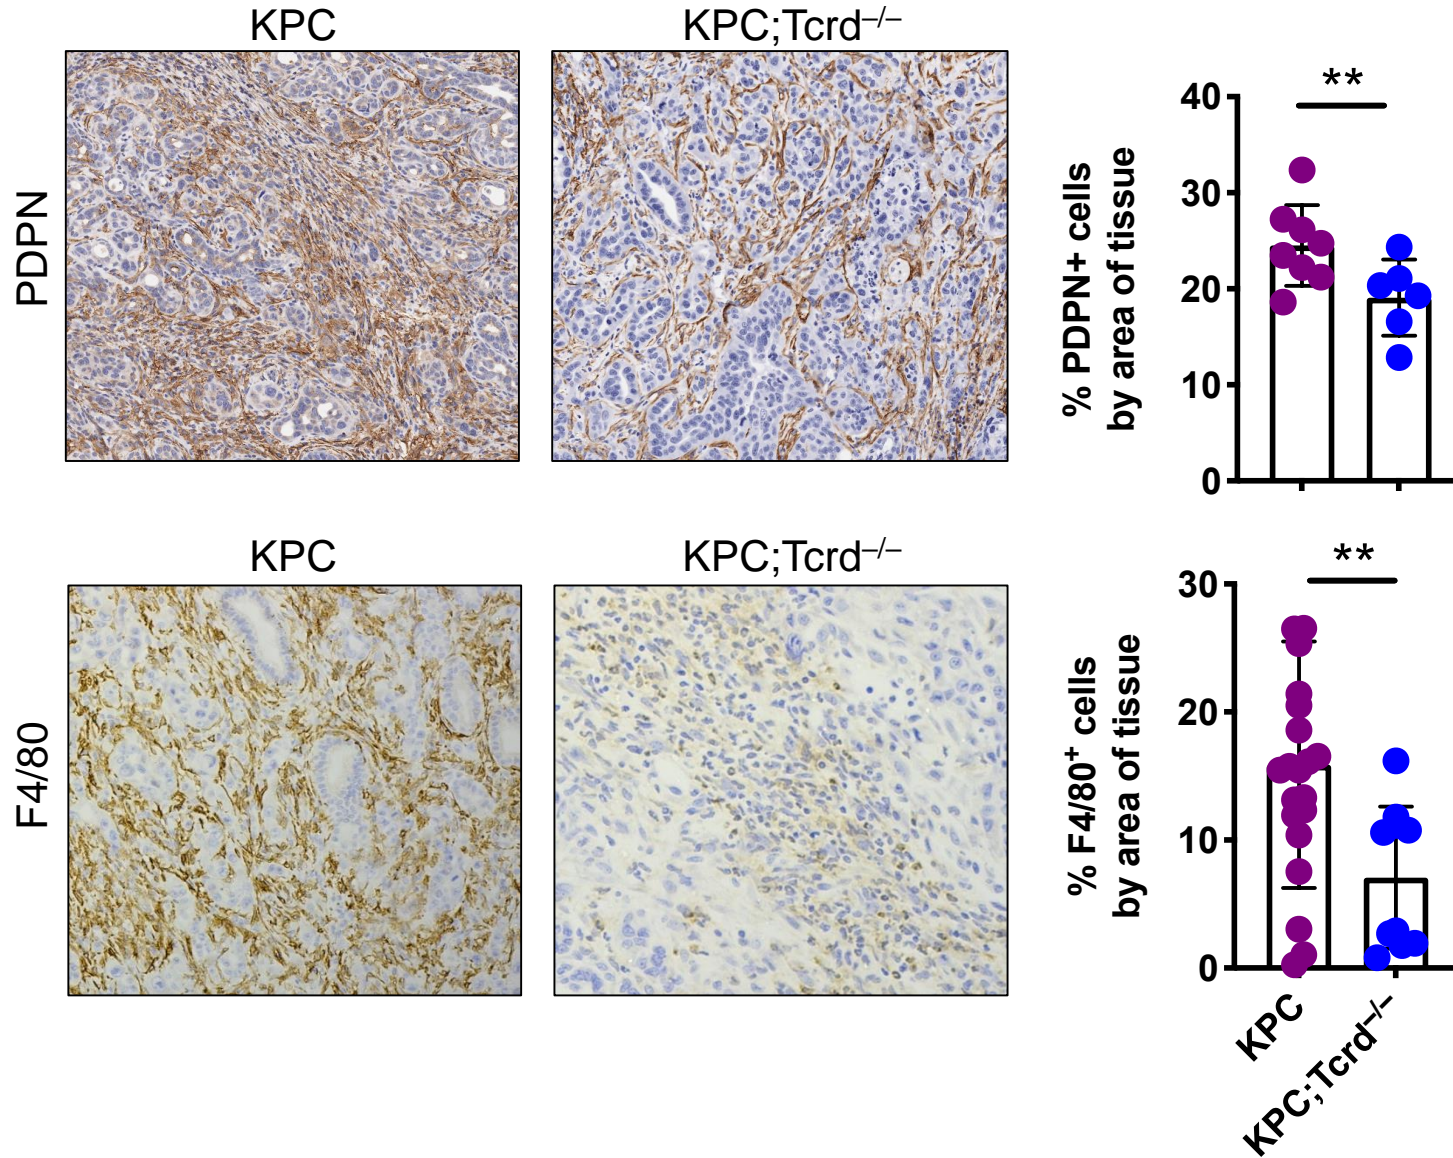 KPC
KPC;Tcrd–/–
PDPN
% PDPN+ cells
by area of tissue
**
40
30
20
10
0
KPC
KPC;Tcrd–/–
F4/80
% F4/80+ cells
by area of tissue
**
30
20
10
0
KPC
KPC;Tcrd–/–